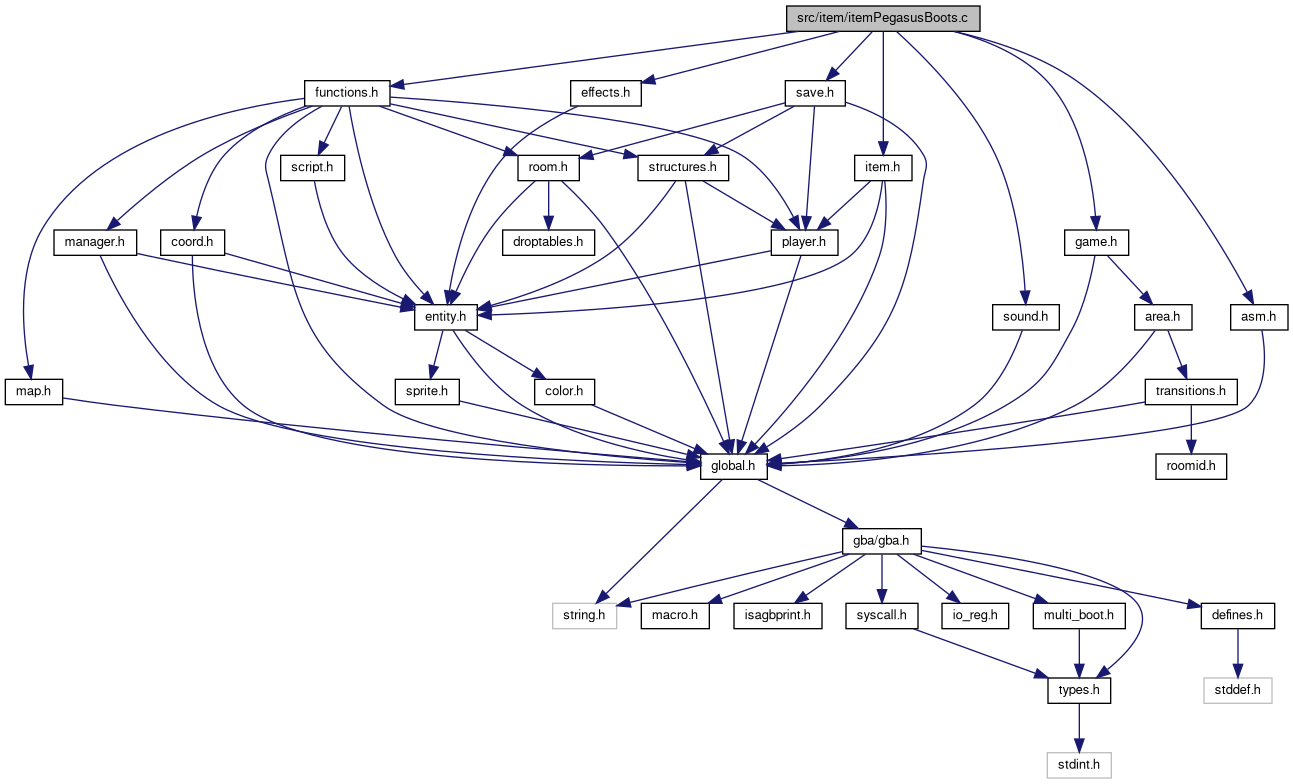 src/item/itemPegasusBoots.c
functions.h
effects.h
save.h
script.h
room.h
structures.h
item.h
manager.h
coord.h
droptables.h
player.h
game.h
entity.h
sound.h
area.h
asm.h
map.h
sprite.h
color.h
transitions.h
global.h
roomid.h
gba/gba.h
string.h
macro.h
isagbprint.h
syscall.h
io_reg.h
multi_boot.h
defines.h
types.h
stddef.h
stdint.h